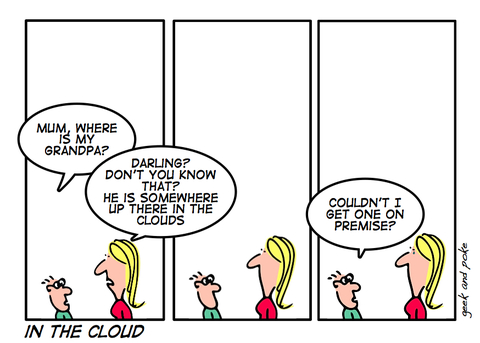 MUM, WHERE
IS MY
GRANDPA?
DARLING?
DON'T YOU KNOW
THAT?
HE IS SOMEWHERE
UP THERE IN THE
CLOUDS
COULDN'T I
GET ONE ON
PREMISE?
geek and poke
IN THE CLOUD